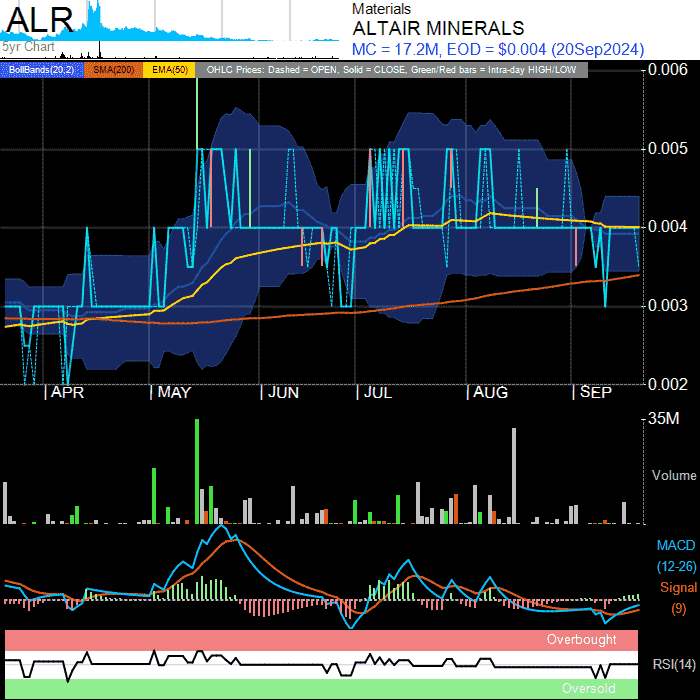 ALR
5yr Chart
Materials
ALTAIR MINERALS
MC = 17.2M, EOD = $0.004 (20Sep2024)
BollBands(20,2) SMA(200) EMA(50) OHLC Prices: Dashed = OPEN, Solid = CLOSE, Green/Red bars = Intra-day HIGH/LOW
0.006
0.005
0.004
0.003
0.002
APR MAY JUN JUL AUG SEP
35M
Volume
MACD
(12-26)
Signal
(9)
Overbought
RSI(14)
Oversold